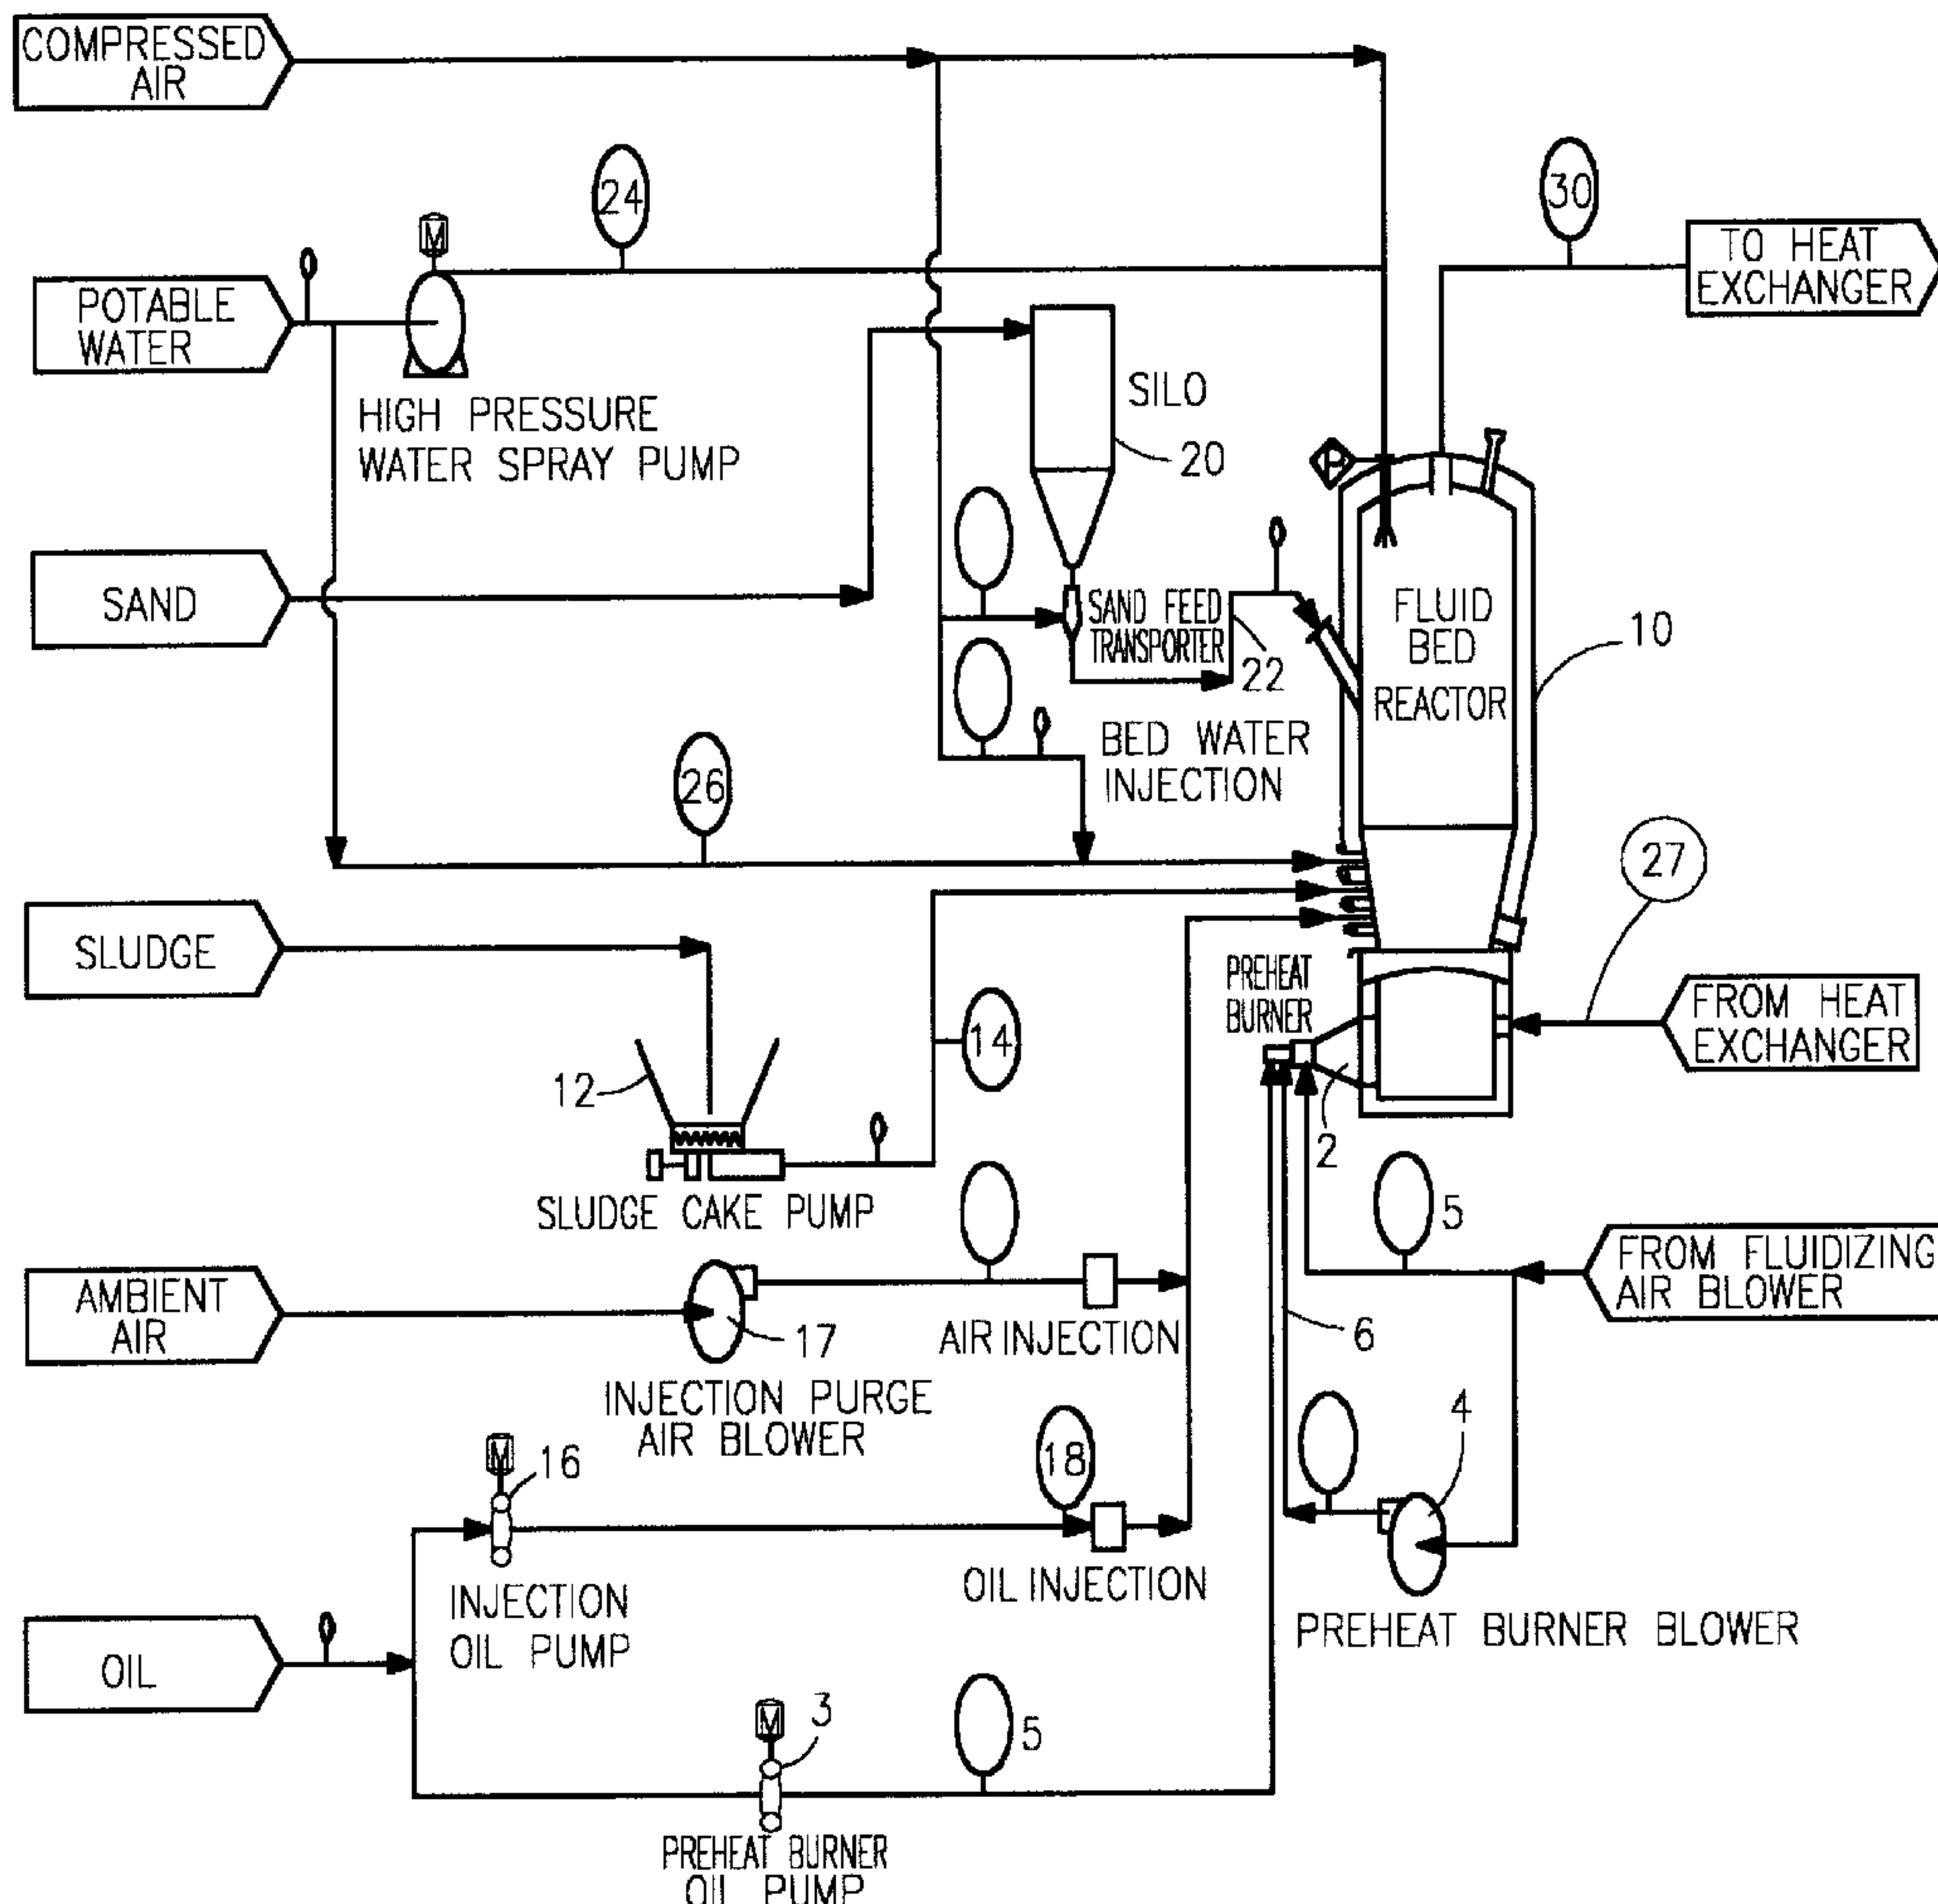 COMPRESSED
AIR
24
30
M
TO HEAT
EXCHANGER
POTABLE
WATER
HIGH PRESSURE
WATER SPRAY PUMP
SILO
20
P
SAND
SAND FEED
TRANSPORTER
22
FLUID
BED
REACTOR
10
BED WATER
INJECTION
26
27
SLUDGE
PREHEAT
BURNER
FROM HEAT
EXCHANGER
14
12
2
SLUDGE CAKE PUMP
5
FROM FLUIDIZING
AIR BLOWER
AMBIENT
AIR
17
AIR INJECTION
6
INJECTION PURGE
AIR BLOWER
4
M
16
18
INJECTION
OIL PUMP
OIL INJECTION
PREHEAT BURNER BLOWER
OIL
M
3
5
PREHEAT BURNER
OIL PUMP